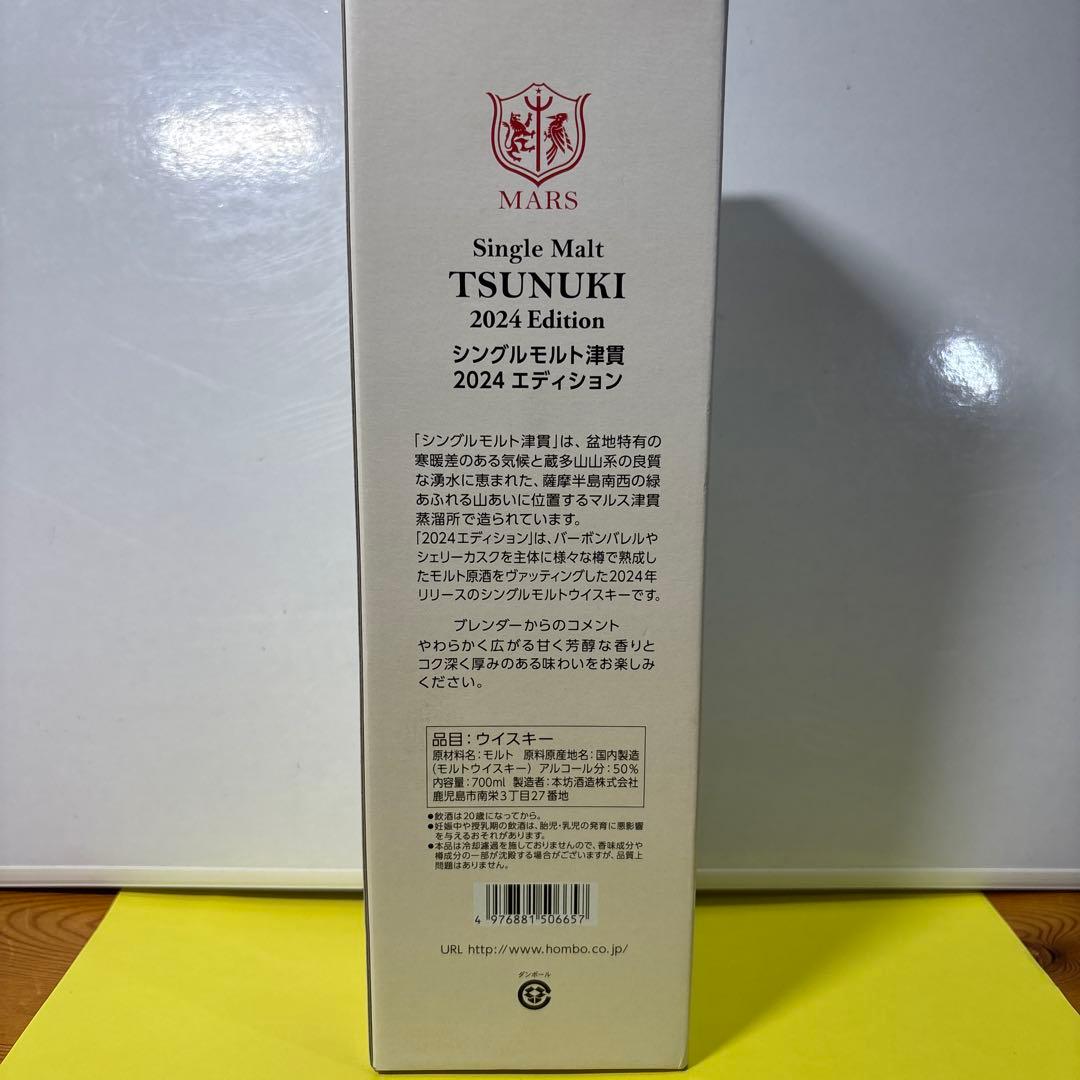 MARS
Single Malt
TSUNUKI
2024 Edition
シングルモルト津貫
2024 エディション
「シングルモルト津貫」は、盆地特有の
寒暖差のある気候と蔵多山山系の良質
な湧水に恵まれた、薩摩半島南西の緑
あふれる山あいに位置するマルス津貫
蒸溜所で造られています。
「2024エディション」は、バーボンバレルや
シェリーカスクを主体に様々な樽で熟成し
たモルト原酒をヴァッティングした2024年
リリースのシングルモルトウイスキーです。
ブレンダーからのコメント
やわらかく広がる甘く芳醇な香りと
コク深く厚みのある味わいをお楽しみ
ください。
品目：ウイスキー
原材料名：モルト 原料原産地名：国内製造
（モルトウイスキー） アルコール分：50%
内容量：700ml 製造者：本坊酒造株式会社
鹿児島市南栄3丁目27番地
●飲酒は20歳になってから。
●妊娠中や授乳期の飲酒は、胎児・乳児の発育に悪影響
を与えるおそれがあります。
●本品は冷却濾過を施しておりませんので、香味成分や
樽成分の一部が沈殿する場合がございますが、品質上
問題はありません。
4 976881 506657
URL http://www.hombo.co.jp/
ダンボール